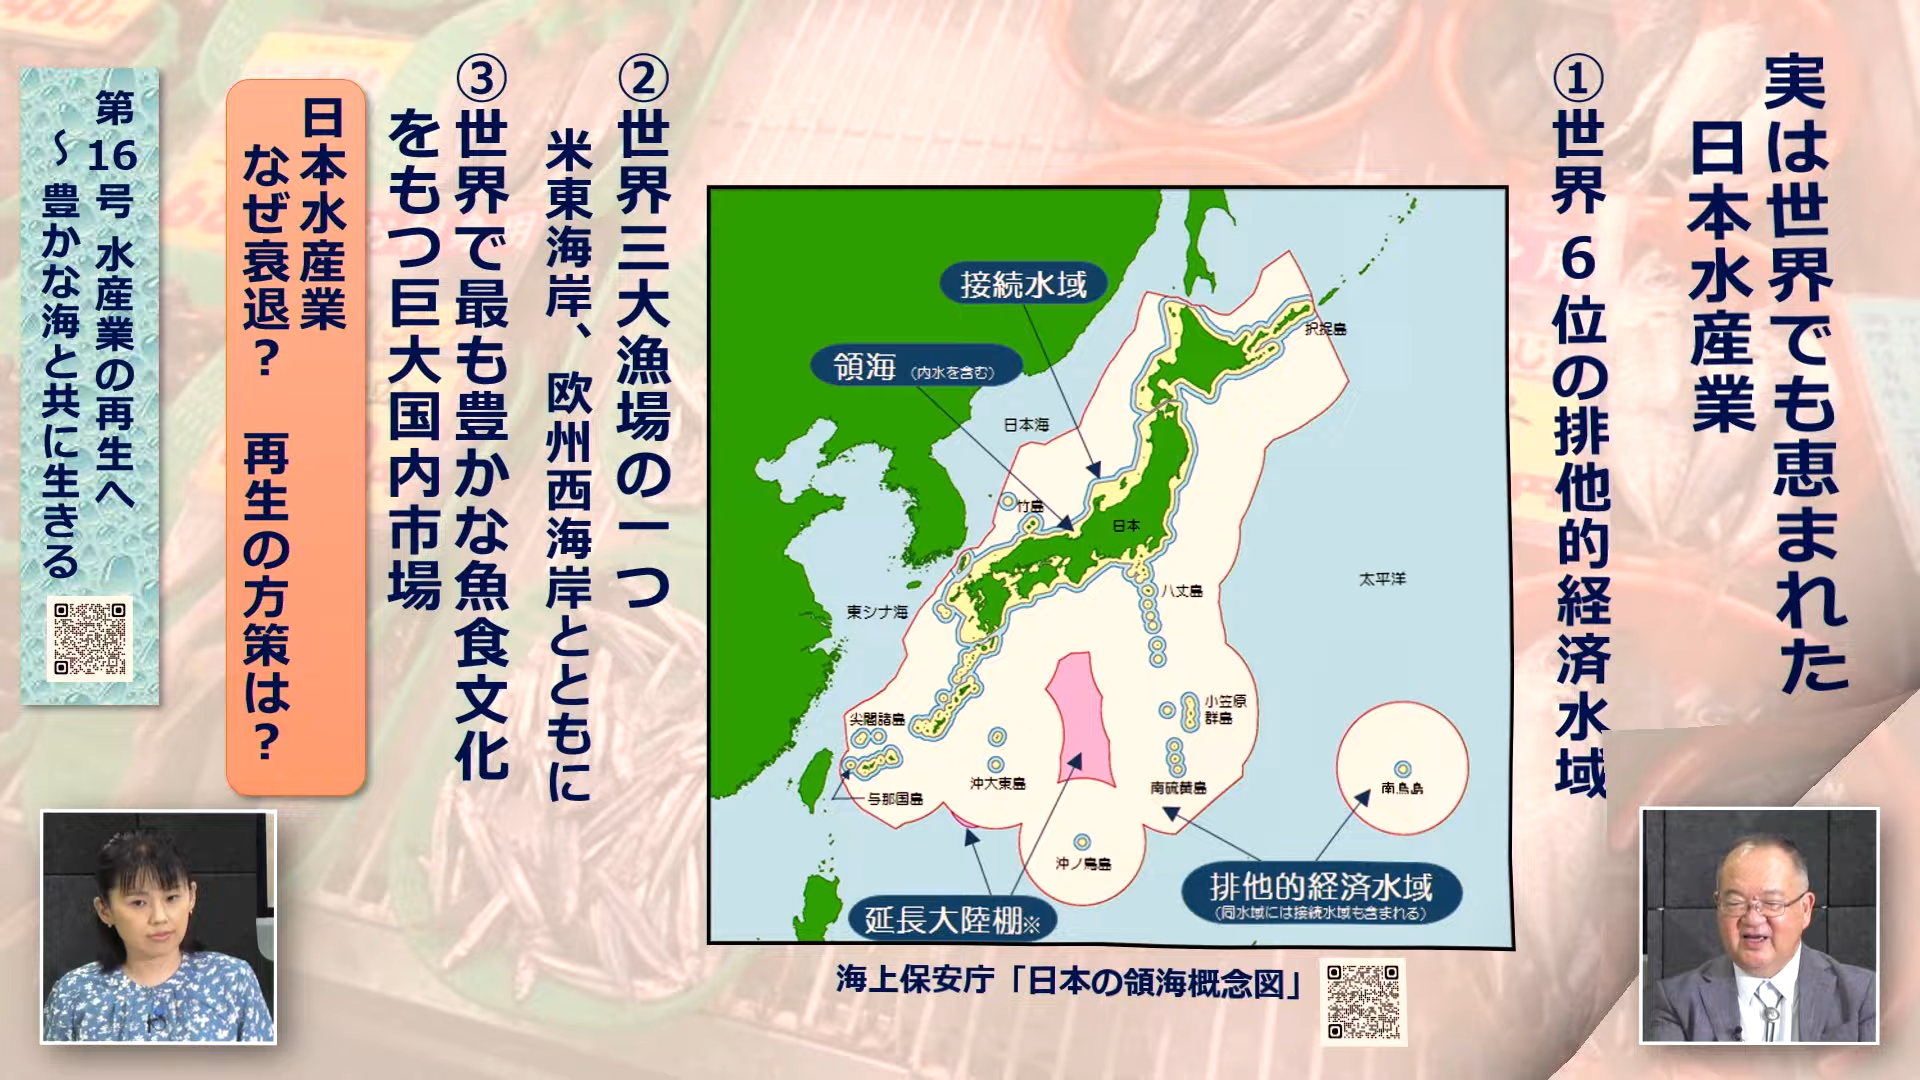 実は世界でも恵まれた
日本水産業
①世界６位の排他的経済水域
接続水域
領海（内水を含む）
択捉島
日本海
竹島
日本
太平洋
八丈島
東シナ海
小笠原
群島
尖閣諸島
沖大東島
南硫黄島
南鳥島
与那国島
沖ノ鳥島
排他的経済水域
（同水域には接続水域も含まれる）
延長大陸棚※
海上保安庁「日本の領海概念図」
②世界三大漁場の一つ
米東海岸、欧州西海岸とともに
③世界で最も豊かな魚食文化
をもつ巨大国内市場
日本水産業
なぜ衰退？　再生の方策は？
第16号 水産業の再生へ
～豊かな海と共に生きる